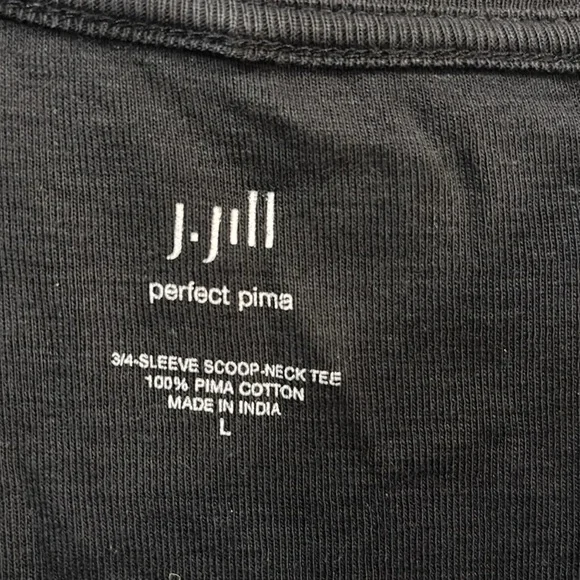 J.Jill
perfect pima
3/4-SLEEVE SCOOP-NECK TEE
100% PIMA COTTON
MADE IN INDIA
L